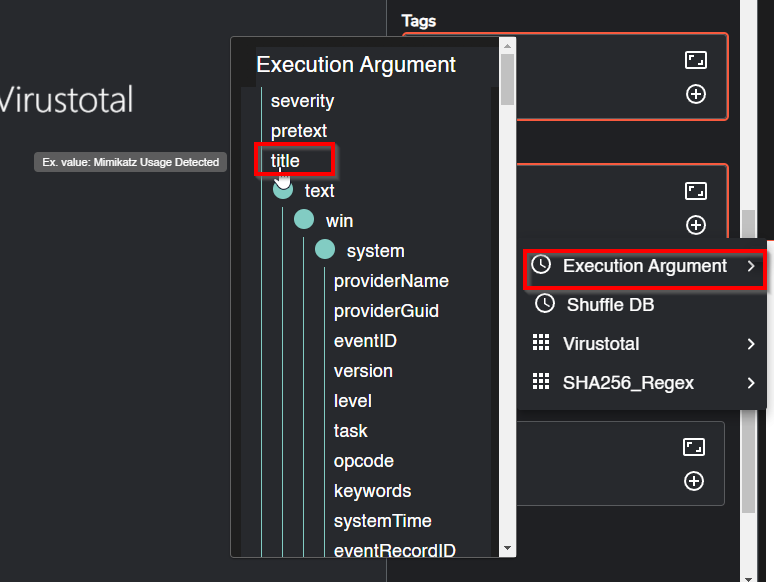 Tags
Execution Argument
Virustotal
severity
pretext
title
Ex. value: Mimikatz Usage Detected
text
win
system
providerName
providerGuid
eventID
version
level
task
opcode
keywords
systemTime
eventRecordID
Execution Argument
Shuffle DB
Virustotal
SHA256_Regex